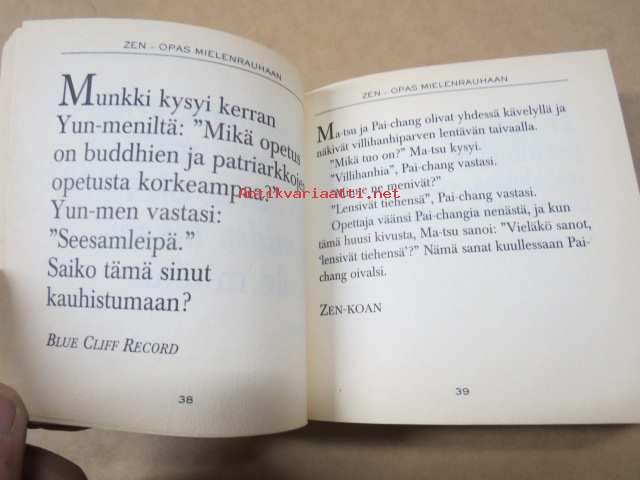 ZEN – OPAS MIELENRAUHAAN
Munkki kysyi kerran
Yun-meniltä: ”Mikä opetus
on buddhien ja patriarkkojen
opetusta korkeampaa?”
Yun-men vastasi:
”Seesamleipä.”
Saiko tämä sinut
kauhistumaan?
BLUE CLIFF RECORD
38
ZEN – OPAS MIELENRAUHAAN
Ma-tsu ja Pai-chang olivat yhdessä kävelyllä ja
näkivät villihanhiparven lentävän taivaalla.
”Mikä tuo on?” Ma-tsu kysyi.
”Villihanhia”, Pai-chang vastasi.
ne menivät?”
”Lensivät tiehensä”, Pai-chang vastasi.
Opettaja väänsi Pai-changia nenästä, ja kun
tämä huusi kivusta, Ma-tsu sanoi: ”Vieläkö sanot,
’lensivät tiehensä’?” Nämä sanat kuullessaan Pai-
chang oivalsi.
ZEN-KOAN
39
Antikvariaatti.net